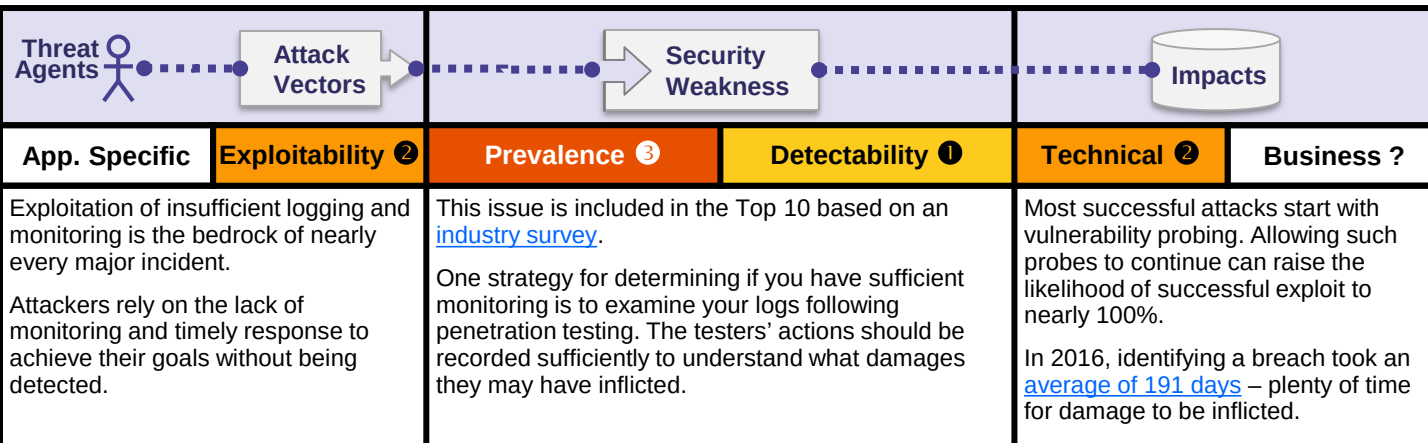 Threat
Agents
Attack
Vectors
Security
Weakness
Impacts
App. Specific
Exploitability ❷
Prevalence ③
Detectability ❶
Technical ❷
Business ?
Exploitation of insufficient logging and
monitoring is the bedrock of nearly
every major incident.
Attackers rely on the lack of
monitoring and timely response to
achieve their goals without being
detected.
This issue is included in the Top 10 based on an
industry survey.
One strategy for determining if you have sufficient
monitoring is to examine your logs following
penetration testing. The testers’ actions should be
recorded sufficiently to understand what damages
they may have inflicted.
Most successful attacks start with
vulnerability probing. Allowing such
probes to continue can raise the
likelihood of successful exploit to
nearly 100%.
In 2016, identifying a breach took an
average of 191 days – plenty of time
for damage to be inflicted.